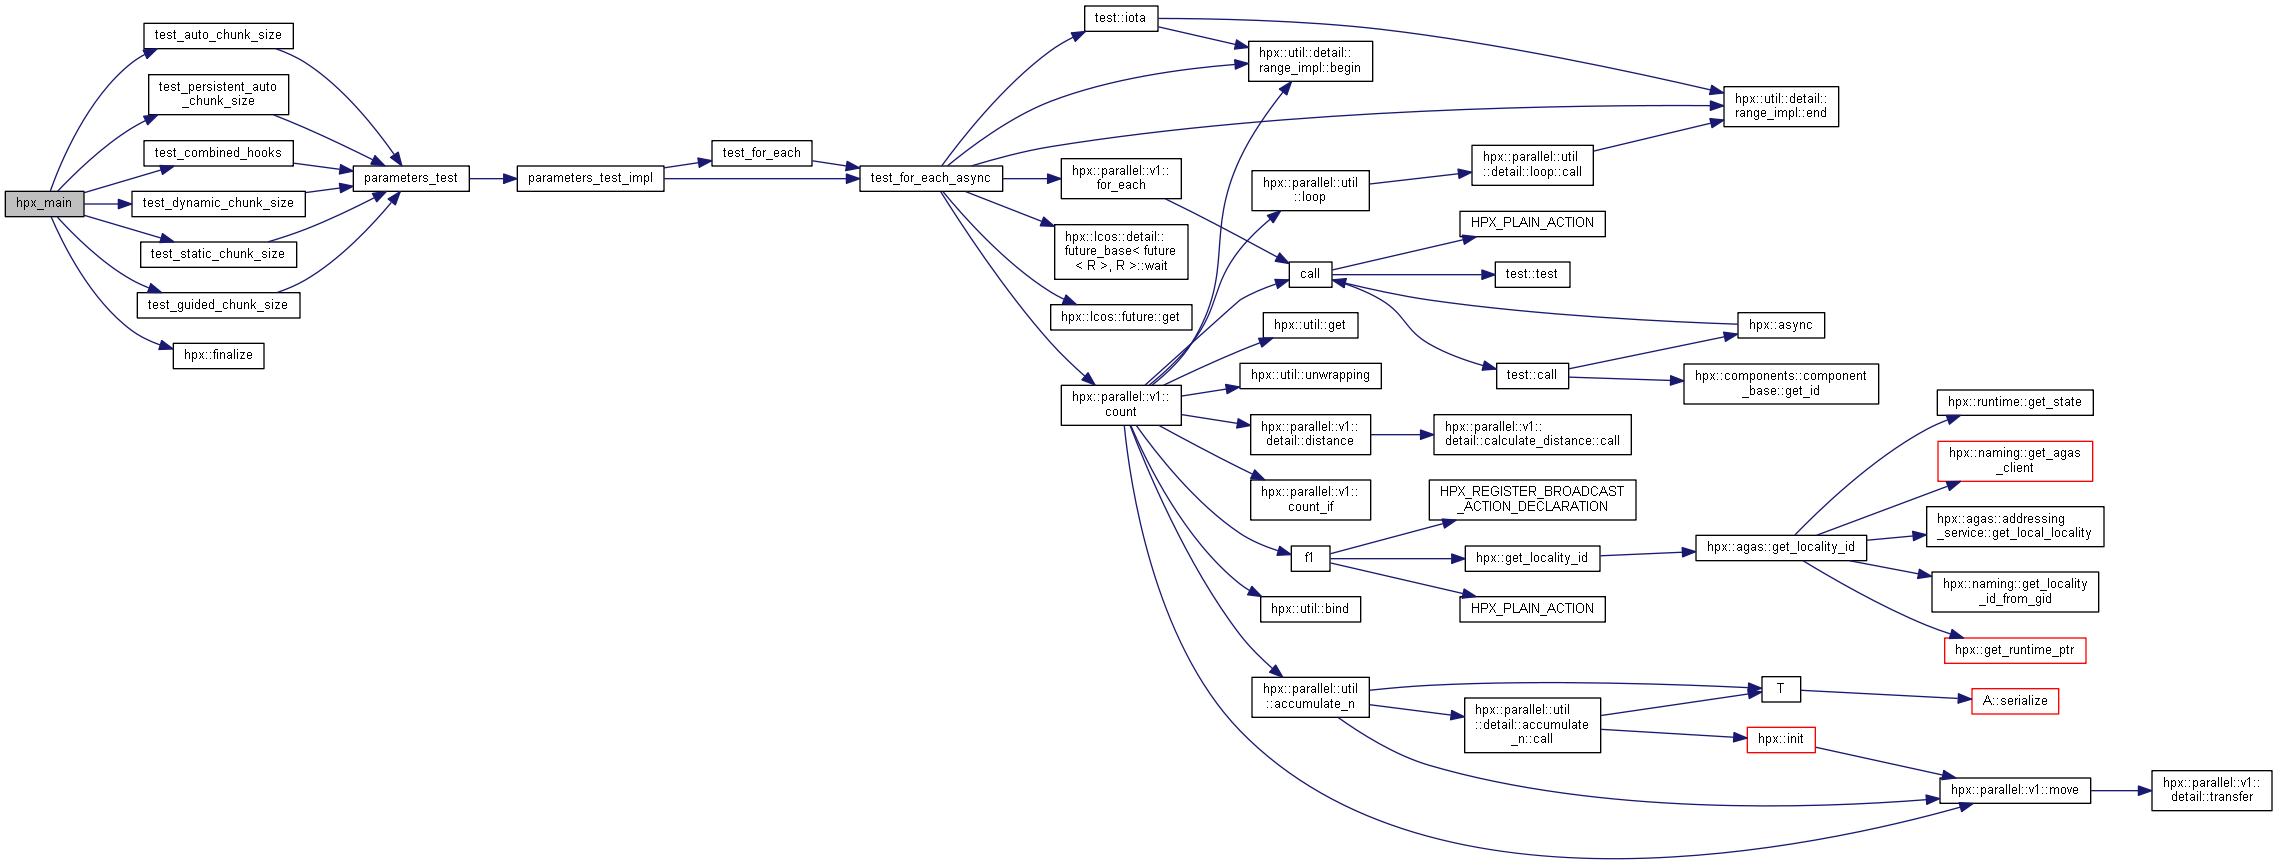 hpx_main
test_auto_chunk_size
test_persistent_auto
_chunk_size
test_combined_hooks
test_dynamic_chunk_size
test_static_chunk_size
test_guided_chunk_size
hpx::finalize
parameters_test
parameters_test_impl
test_for_each
test_for_each_async
test::iota
hpx::util::detail::
range_impl::begin
hpx::util::detail::
range_impl::end
hpx::parallel::v1::
for_each
hpx::lcos::detail::
future_base< future
< R >, R >::wait
hpx::lcos::future::get
hpx::parallel::v1::
count
hpx::parallel::util
::loop
hpx::parallel::util
::detail::loop::call
call
HPX_PLAIN_ACTION
test::test
hpx::async
test::call
hpx::components::component
_base::get_id
hpx::util::get
hpx::util::unwrapping
hpx::parallel::v1::
detail::distance
hpx::parallel::v1::
detail::calculate_distance::call
hpx::parallel::v1::
count_if
f1
HPX_REGISTER_BROADCAST
_ACTION_DECLARATION
hpx::get_locality_id
HPX_PLAIN_ACTION
hpx::agas::get_locality_id
hpx::runtime::get_state
hpx::naming::get_agas
_client
hpx::agas::addressing
_service::get_local_locality
hpx::naming::get_locality
_id_from_gid
hpx::get_runtime_ptr
hpx::util::bind
hpx::parallel::util
::accumulate_n
hpx::parallel::util
::detail::accumulate
_n::call
T
A::serialize
hpx::init
hpx::parallel::v1::move
hpx::parallel::v1::
detail::transfer